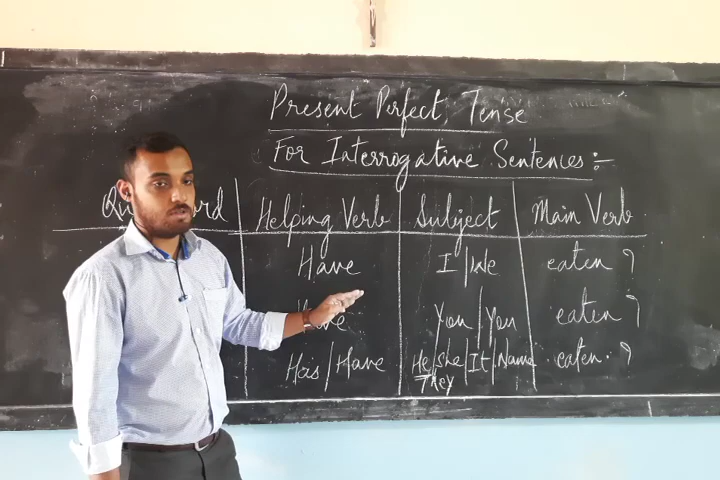 Present Perfect Tense
For Interrogative Sentences :-
Helping Verb Subject Main Verb
Have I/We eaten ?
Have You/You eaten ?
Has/Have He/She/It/Name eaten. ?
They